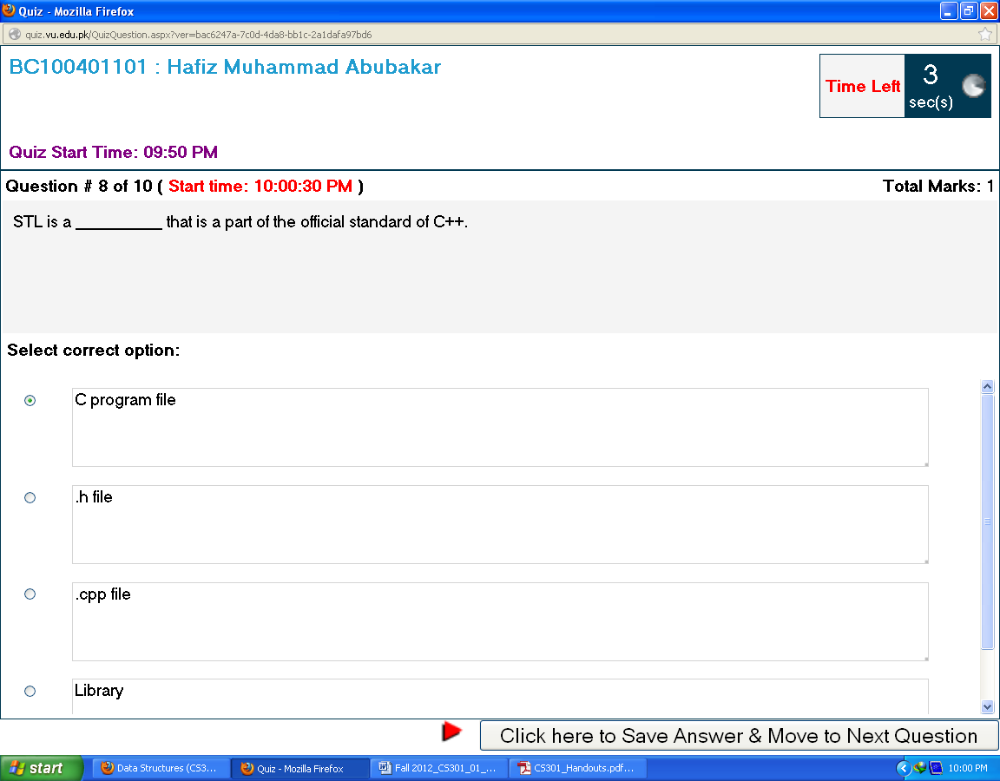 Quiz - Mozilla Firefox
quiz.vu.edu.pk/QuizQuestion.aspx?ver=bac6247a-7c0d-4da8-bb1c-2a1dafa97bd6
BC100401101 : Hafiz Muhammad Abubakar
Time Left
3
sec(s)
Quiz Start Time: 09:50 PM
Question # 8 of 10 ( Start time: 10:00:30 PM )
Total Marks: 1
STL is a __________ that is a part of the official standard of C++.
Select correct option:
C program file
.h file
.cpp file
Library
Click here to Save Answer & Move to Next Question
start
Data Structures (CS3...
Quiz - Mozilla Firefox
Fall 2012_CS301_01_...
CS301_Handouts.pdf...
10:00 PM